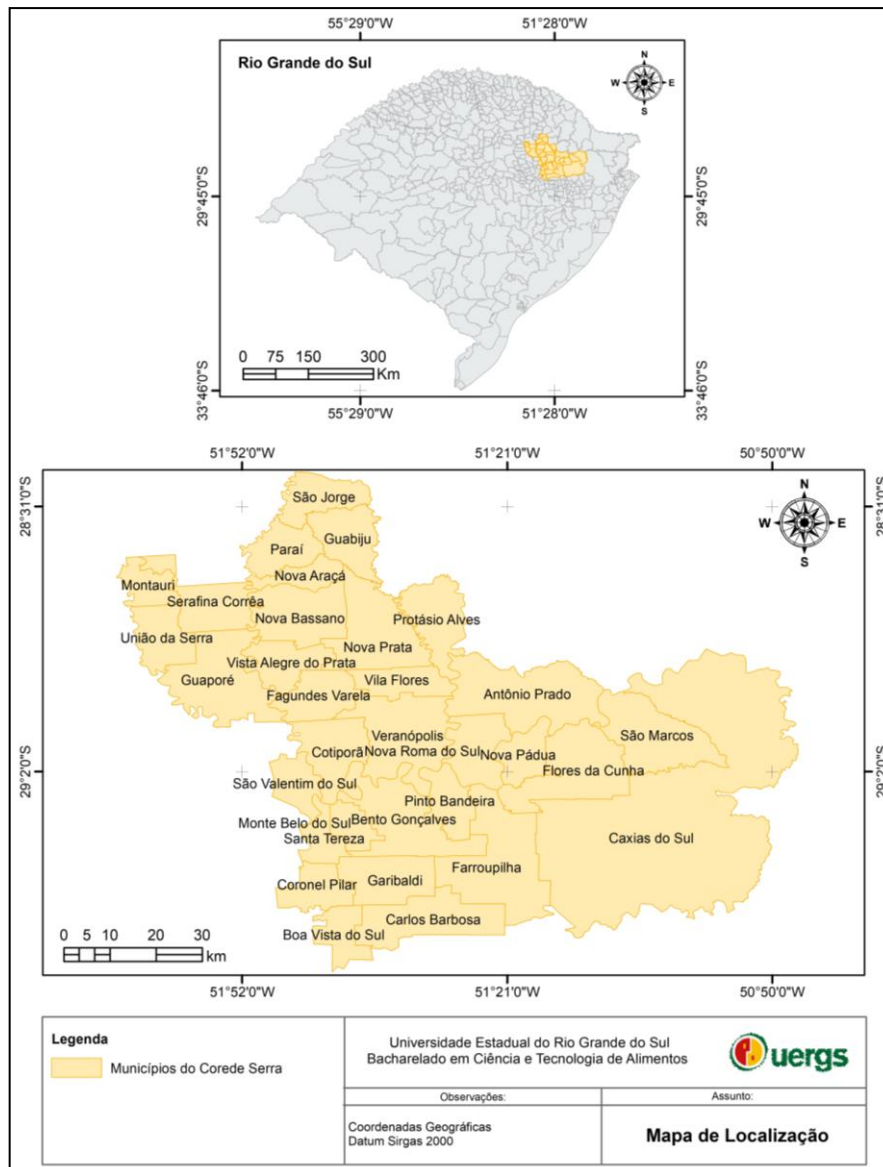 55°29'0"W 51°28'0"W
Rio Grande do Sul
N
W E
S
29°45'0"S 29°45'0"S
0 75 150 300
Km
33°46'0"S 33°46'0"S
55°29'0"W 51°28'0"W
51°52'0"W 51°21'0"W 50°50'0"W
28°31'0"S 28°31'0"S
N
W E
S
São Jorge
Guabiju
Paraí
Nova Araçá
Montauri
Serafina Corrêa
Nova Bassano
Protásio Alves
União da Serra
Nova Prata
Vista Alegre do Prata
Guaporé
Vila Flores
Fagundes Varela
Antônio Prado
Veranópolis
São Marcos
Cotiporã
Nova Roma do Sul
Nova Pádua
Flores da Cunha
29°2'0"S 29°2'0"S
São Valentim do Sul
Pinto Bandeira
Monte Belo do Sul
Bento Gonçalves
Santa Tereza
Caxias do Sul
Farroupilha
Coronel Pilar
Garibaldi
Carlos Barbosa
Boa Vista do Sul
0 5 10 20 30
km
51°52'0"W 51°21'0"W 50°50'0"W
Legenda
Municípios do Corede Serra
Universidade Estadual do Rio Grande do Sul
Bacharelado em Ciência e Tecnologia de Alimentos
uergs
Observações:
Coordenadas Geográficas
Datum Sirgas 2000
Assunto:
Mapa de Localização